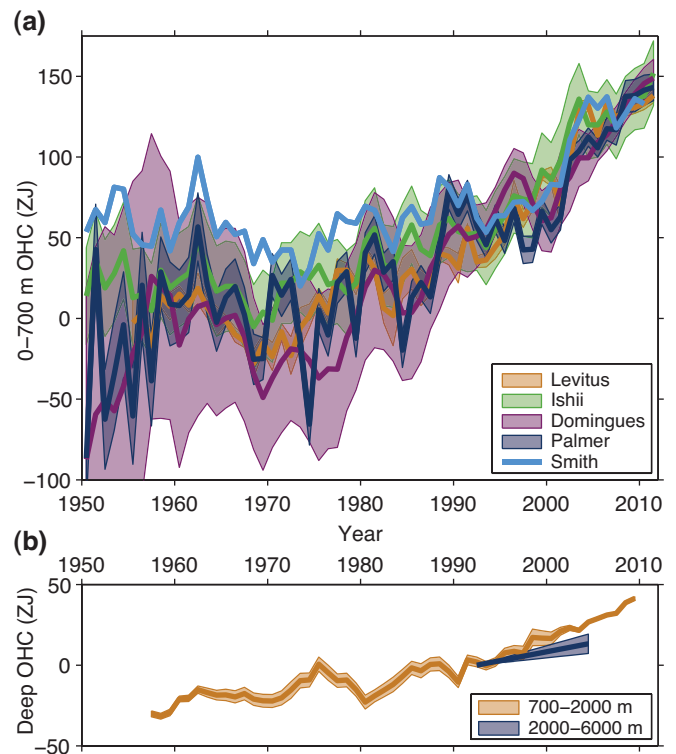 (a)
0–700 m OHC (ZJ)
150
100
50
0
−50
−100
Levitus
Ishii
Domingues
Palmer
Smith
1950 1960 1970 1980 1990 2000 2010
Year
(b)
1950 1960 1970 1980 1990 2000 2010
Deep OHC (ZJ)
50
0
−50
700–2000 m
2000–6000 m